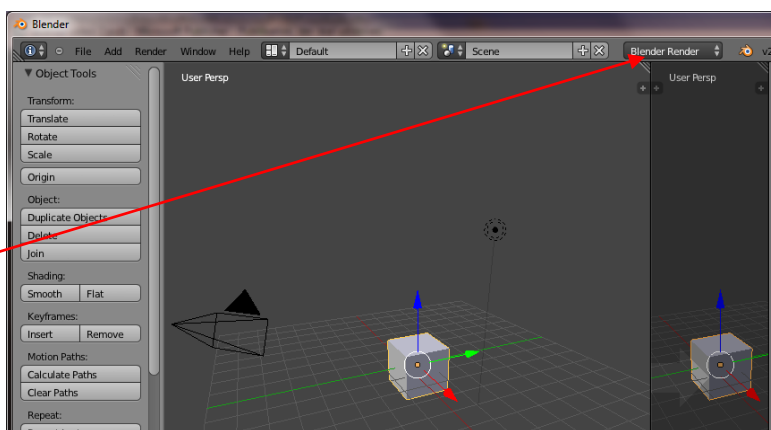 Blender
File Add Render Window Help Default Scene Blender Render
Object Tools
User Persp
User Persp
Transform:
Translate
Rotate
Scale
Origin
Object:
Duplicate Objects
Delete
Join
Shading:
Smooth Flat
Keyframes:
Insert Remove
Motion Paths:
Calculate Paths
Clear Paths
Repeat: